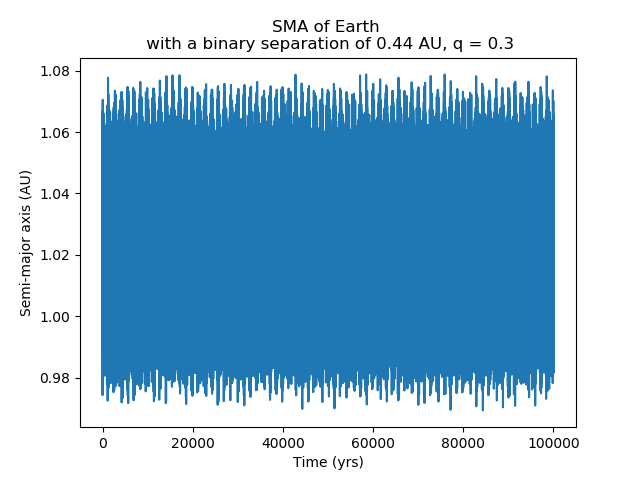 SMA of Earth
with a binary separation of 0.44 AU, q = 0.3
1.08
1.06
1.04
1.02
1.00
0.98
Semi-major axis (AU)
0 20000 40000 60000 80000 100000
Time (yrs)